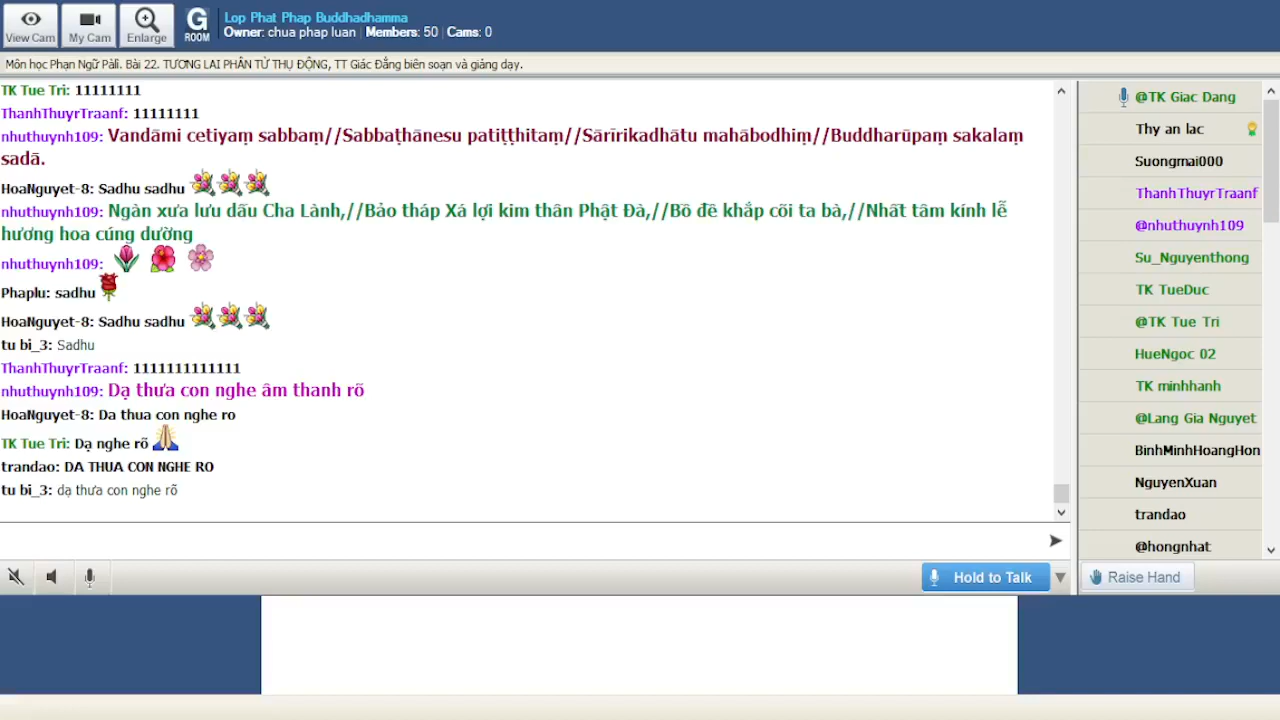 View Cam
My Cam
Enlarge
G
ROOM
Lop Phat Phap Buddhadhamma
Owner: chua phap luan | Members: 50 | Cams: 0
Môn học Phạn Ngữ Pāli. Bài 22. TƯƠNG LAI PHÂN TỪ THỤ ĐỘNG, TT Giác Đẳng biên soạn và giảng dạy.
TK Tue Tri: 11111111
ThanhThuyrTraanf: 11111111
nhuthuynh109: Vandāmi cetiyaṃ sabbaṃ//Sabbaṭhānesu patiṭṭhitaṃ//Sārīrikadhātu mahābodhiṃ//Buddharūpaṃ sakalaṃ
sadā.
HoaNguyet-8: Sadhu sadhu
nhuthuynh109: Ngàn xưa lưu dấu Cha Lành,//Bảo tháp Xá lợi kim thân Phật Đà,//Bồ đề khắp cõi ta bà,//Nhất tâm kính lễ
hương hoa cúng dường
nhuthuynh109:
Phaplu: sadhu
HoaNguyet-8: Sadhu sadhu
tu bi_3: Sadhu
ThanhThuyrTraanf: 1111111111111
nhuthuynh109: Dạ thưa con nghe âm thanh rõ
HoaNguyet-8: Da thua con nghe ro
TK Tue Tri: Dạ nghe rõ
trandao: DA THUA CON NGHE RO
tu bi_3: dạ thưa con nghe rõ
Hold to Talk
@TK Giac Dang
Thy an lac
Suongmai000
ThanhThuyrTraanf
@nhuthuynh109
Su_Nguyenthong
TK TueDuc
@TK Tue Tri
HueNgoc 02
TK minhhanh
@Lang Gia Nguyet
BinhMinhHoangHon
NguyenXuan
trandao
@hongnhat
Raise Hand